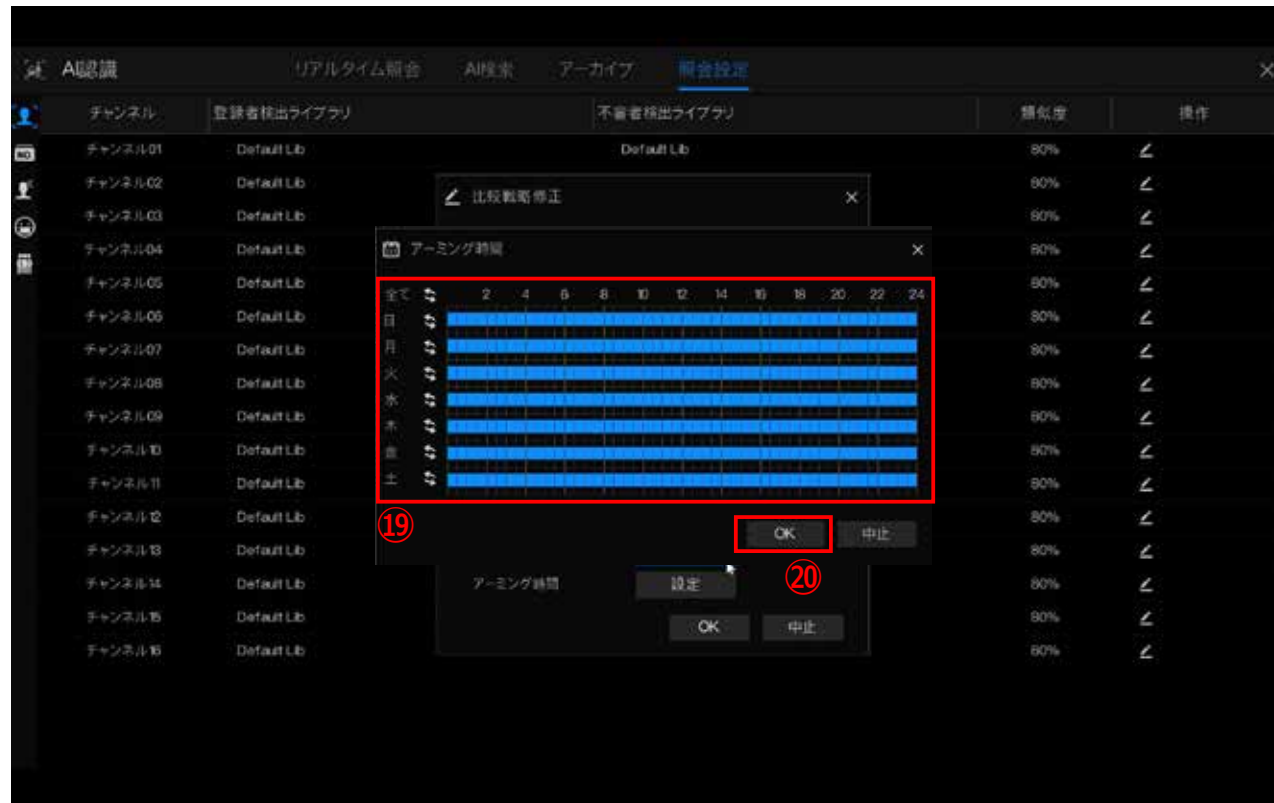 AI認識 リアルタイム照合 AI検索 アーカイブ 照合設定
チャンネル 登録者検出ライブラリ 不審者検出ライブラリ 類似度 操作
チャンネル01 Default Lib Default Lib 80%
チャンネル02 Default Lib 80%
比較戦略修正
チャンネル03 Default Lib 80%
チャンネル04 Default Lib 80%
アーミング時間
チャンネル05 Default Lib 80%
全て 2 4 6 8 10 12 14 16 18 20 22 24
チャンネル06 Default Lib 80%
日
チャンネル07 Default Lib 80%
月
チャンネル08 Default Lib 80%
火
水
チャンネル09 Default Lib 80%
木
チャンネル10 Default Lib 80%
金
チャンネル11 Default Lib 80%
土
チャンネル12 Default Lib 80%
⑲
OK 中止
チャンネル13 Default Lib 80%
チャンネル14 Default Lib 80%
アーミング時間 設定
⑳
チャンネル15 Default Lib 80%
OK 中止
チャンネル16 Default Lib 80%
NO